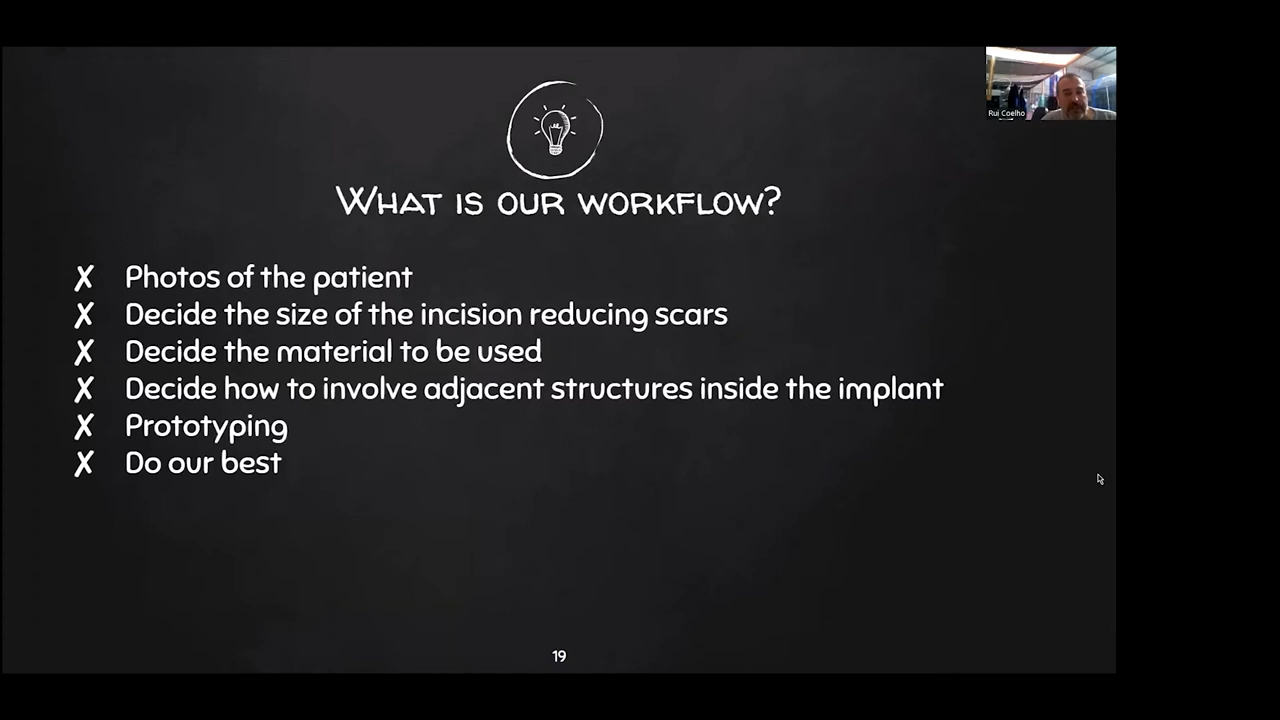 Rui Coelho
What is our workflow?
✗ Photos of the patient
✗ Decide the size of the incision reducing scars
✗ Decide the material to be used
✗ Decide how to involve adjacent structures inside the implant
✗ Prototyping
✗ Do our best
19